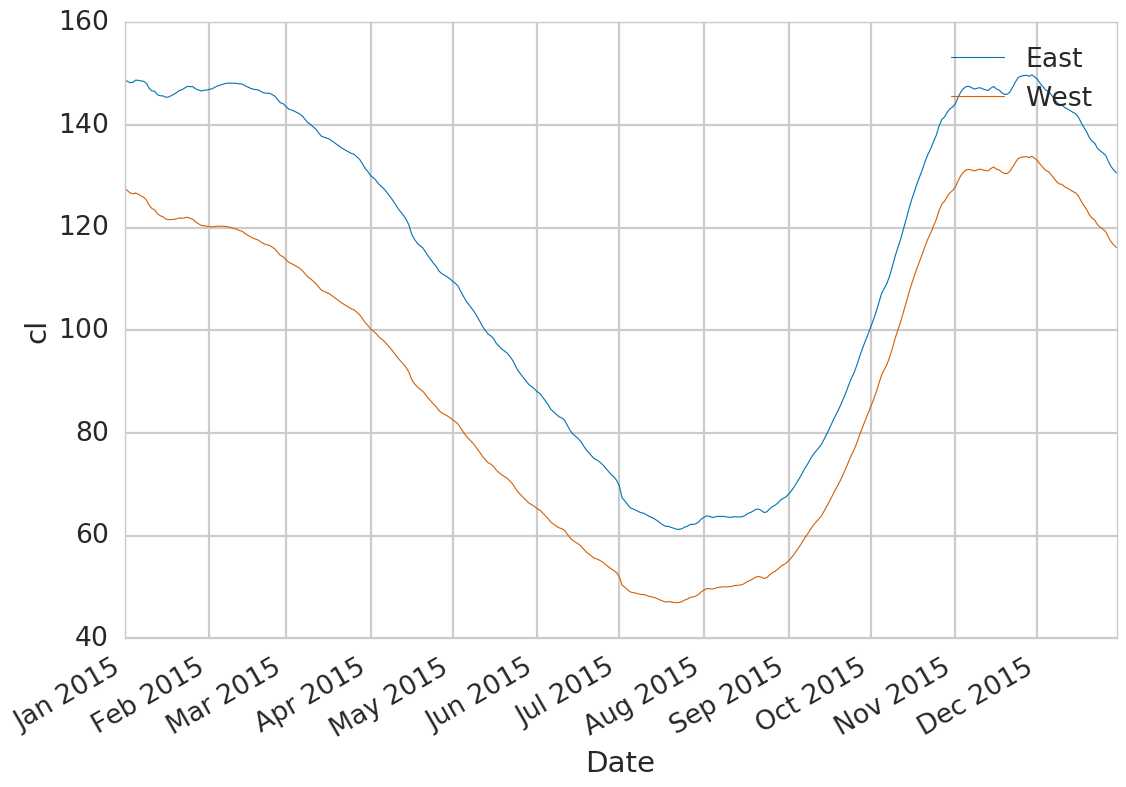 160
140
120
100
80
60
40
cl
East
West
Jan 2015
Feb 2015
Mar 2015
Apr 2015
May 2015
Jun 2015
Jul 2015
Aug 2015
Sep 2015
Oct 2015
Nov 2015
Dec 2015
Date